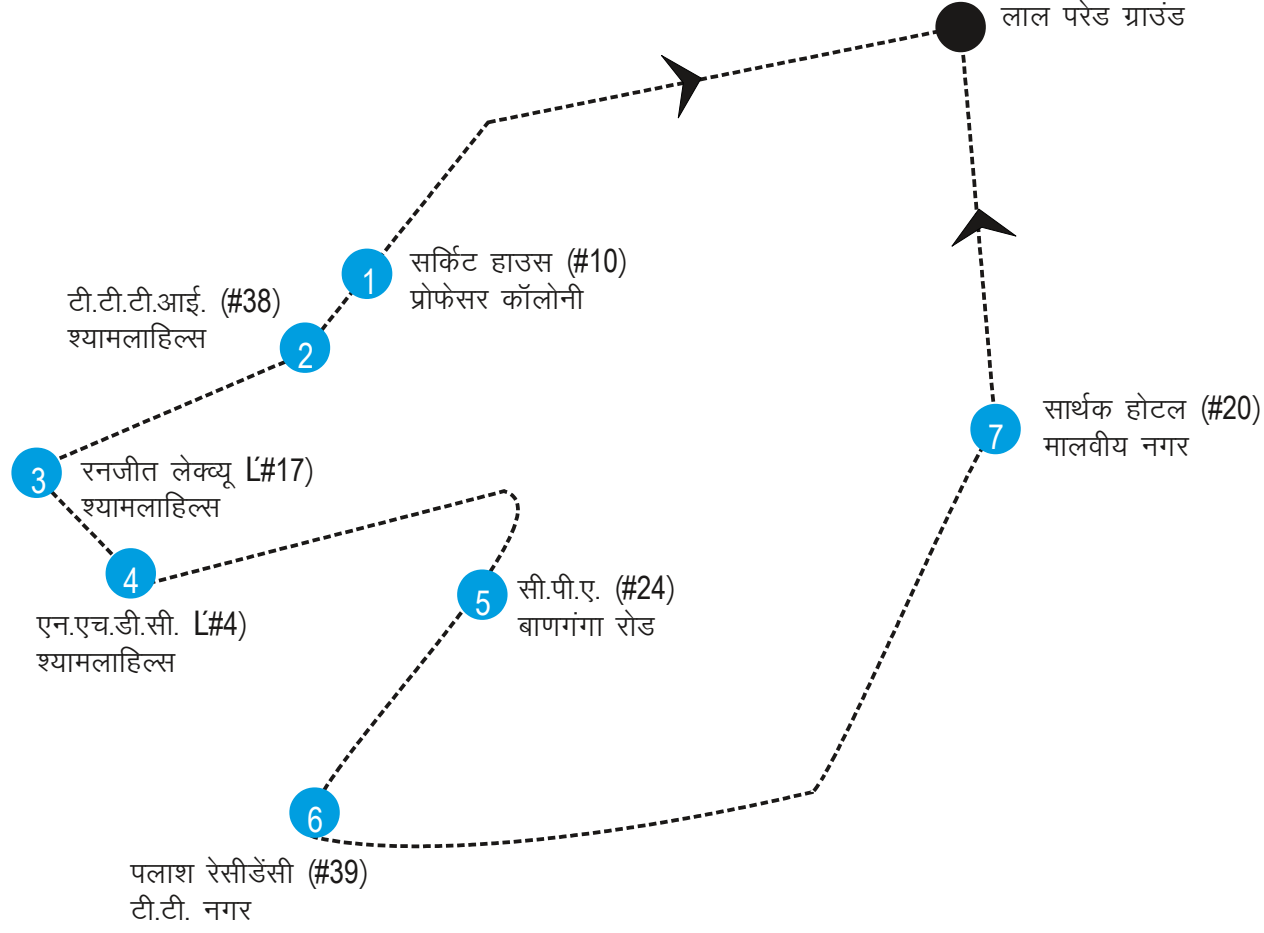 लाल परेड ग्राउंड
1
सर्किट हाउस (#10)
प्रोफेसर कॉलोनी
टी.टी.टी.आई. (#38)
श्यामलाहिल्स
2
3
रनजीत लेक्व्यू Ľ#17)
श्यामलाहिल्स
4
एन.एच.डी.सी. Ľ#4)
श्यामलाहिल्स
5
सी.पी.ए. (#24)
बाणगंगा रोड
6
पलाश रेसीडेंसी (#39)
टी.टी. नगर
7
सार्थक होटल (#20)
मालवीय नगर